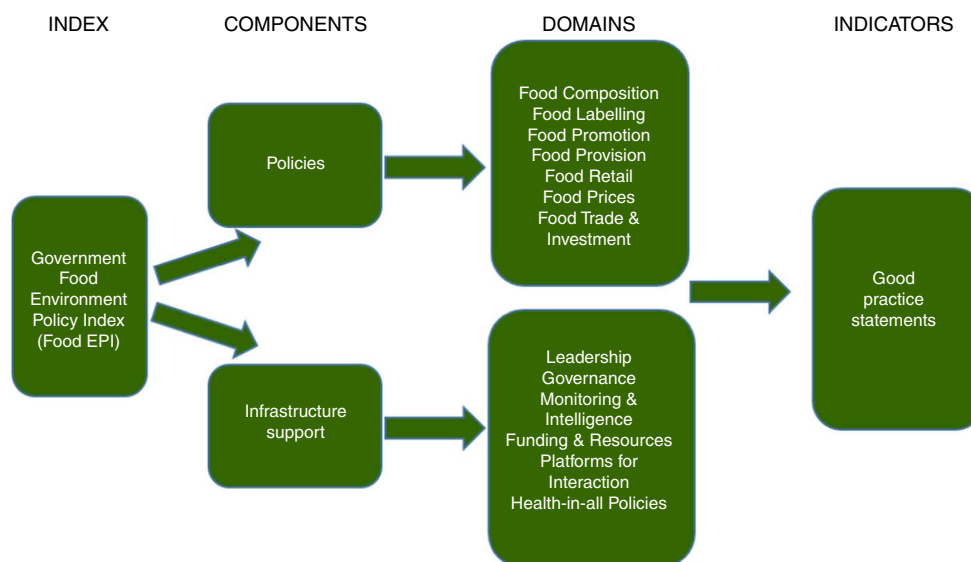 INDEX
COMPONENTS
DOMAINS
INDICATORS
Government
Food
Environment
Policy Index
(Food EPI)
Policies
Infrastructure
support
Food Composition
Food Labelling
Food Promotion
Food Provision
Food Retail
Food Prices
Food Trade &
Investment
Leadership
Governance
Monitoring &
Intelligence
Funding & Resources
Platforms for
Interaction
Health-in-all Policies
Good
practice
statements